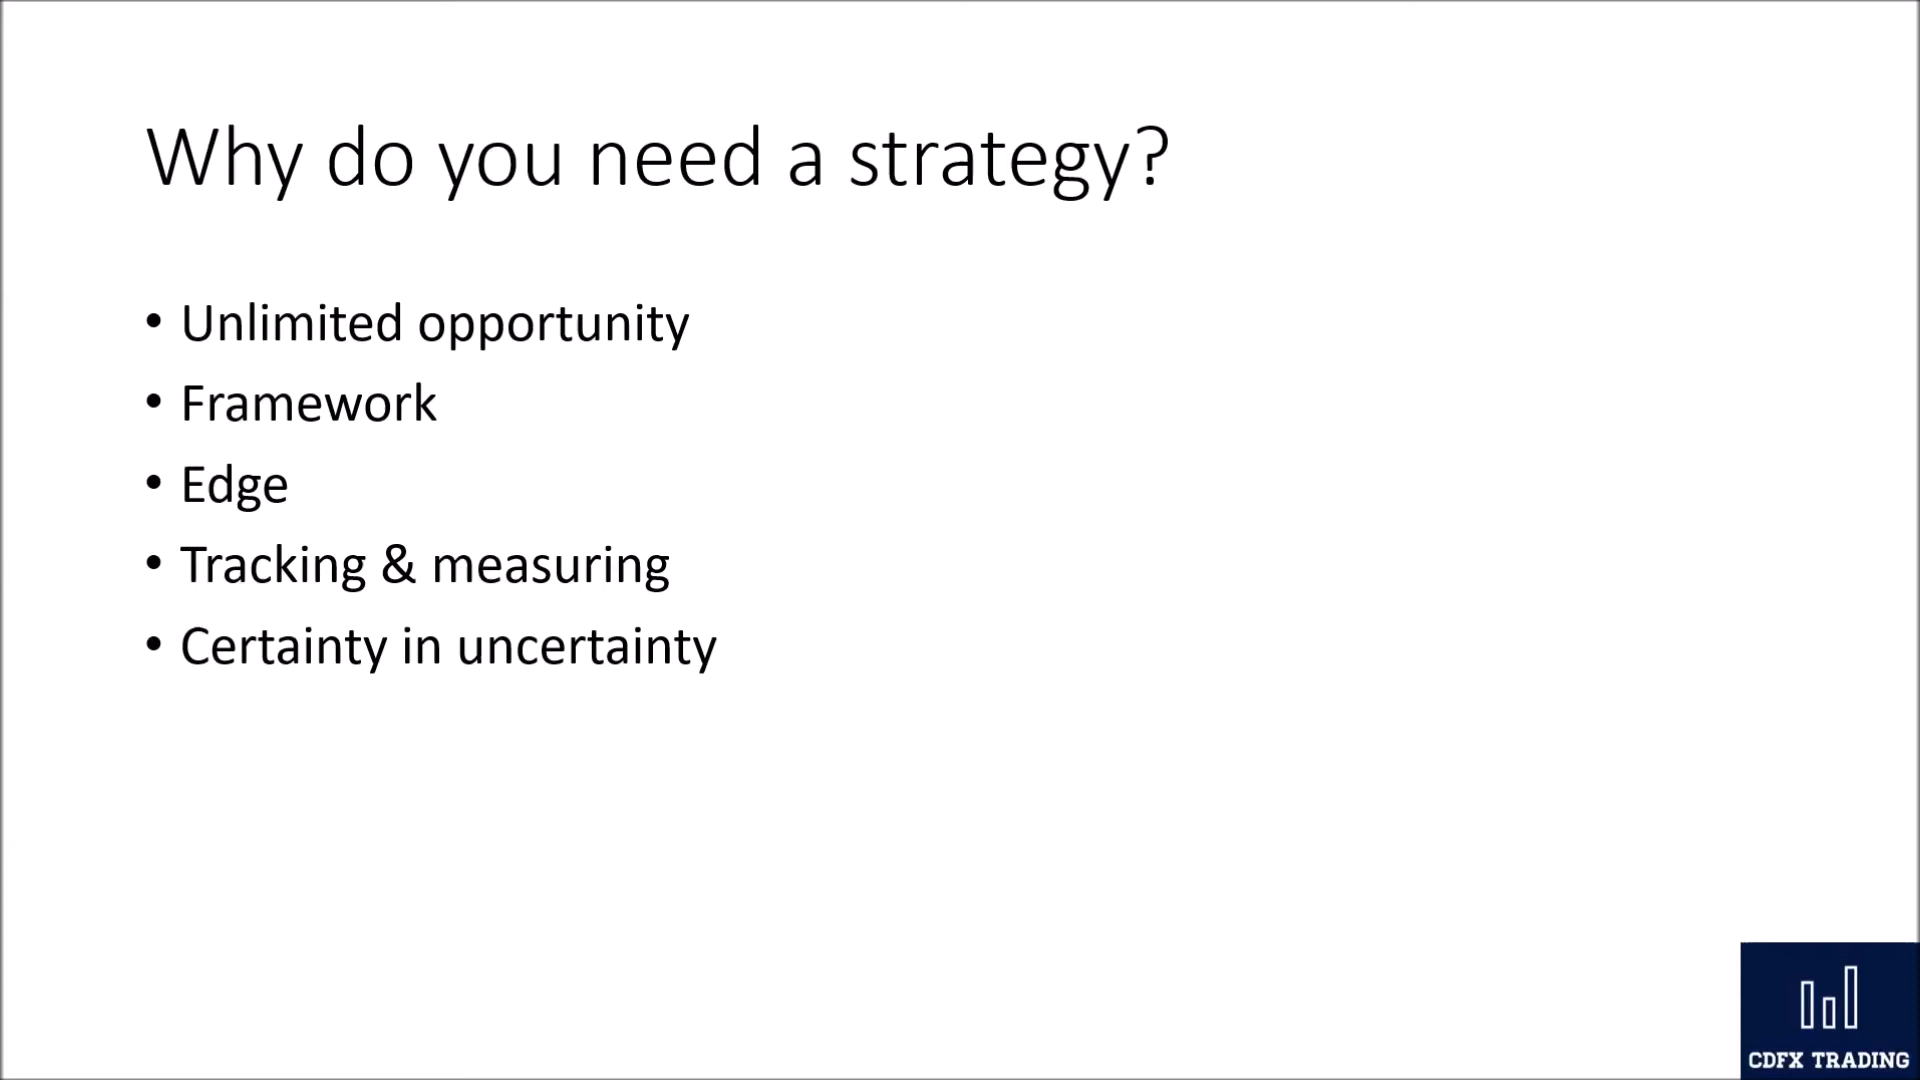 Why do you need a strategy?
• Unlimited opportunity
• Framework
• Edge
• Tracking & measuring
• Certainty in uncertainty
CDFX TRADING